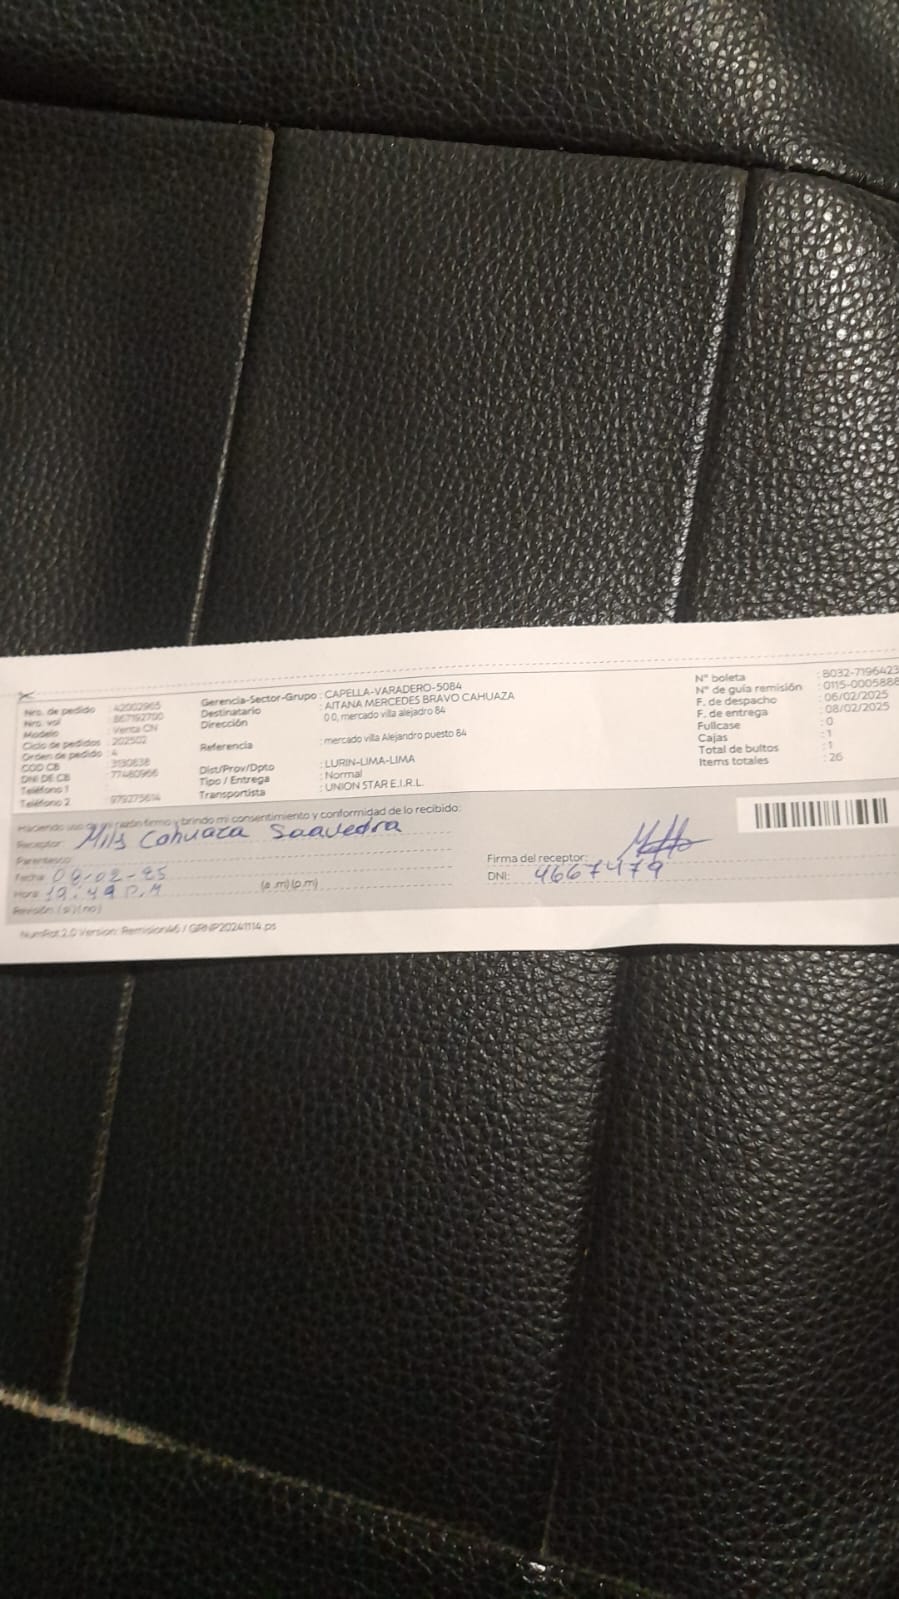 Nro. de pedido : 42002965
Nro. vol : 867192700
Modelo : Venta CN
Ciclo de pedidos : 202502
Orden de pedido : 4
COD CB : 3130838
DNI DE CB : 77480966
Teléfono 1 :
Teléfono 2 : 979275614
Gerencia-Sector-Grupo : CAPELLA-VARADERO-5084
Destinatario : AITANA MERCEDES BRAVO CAHUAZA
Dirección 0 0, mercado villa alejadro 84
Referencia : mercado villa Alejandro puesto 84
Dist/Prov/Dpto : LURIN-LIMA-LIMA
Tipo / Entrega : Normal
Transportista : UNION STAR E.I.R.L.
N° boleta : B032-7196423
N° de guía remisión : 0115-0005888
F. de despacho : 06/02/2025
F. de entrega : 08/02/2025
Fullcase : 0
Cajas : 1
Total de bultos : 1
Items totales : 26
Haciendo uso de mi razón firmo y brindo mi consentimiento y conformidad de lo recibido:
Receptor: Mils Cahuaza Saavedra
Parentesco:
Fecha: 08-02-25
Hora: 12:49 P.M (a.m) (p.m)
Revisión: (si) (no)
Firma del receptor:
DNI: 4667479
NumRot 2.0 Version: Remision46 / GRNP20241114.ps